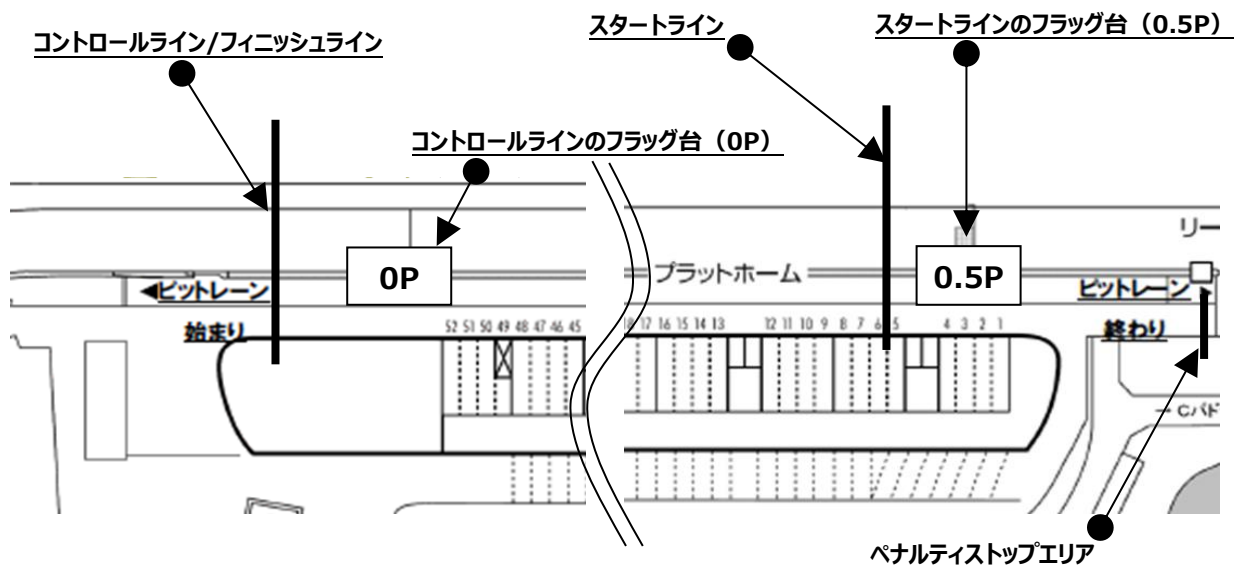 コントロールライン/フィニッシュライン
スタートライン
スタートラインのフラッグ台（0.5P）
コントロールラインのフラッグ台（0P）
リー
0P
プラットホーム
0.5P
◀ピットレーン
ピットレーン
始まり
52 51 50 49 48 47 46 45
18 17 16 15 14 13 12 11 10 9 8 7 6 5 4 3 2 1
終わり
Cパド
ペナルティストップエリア